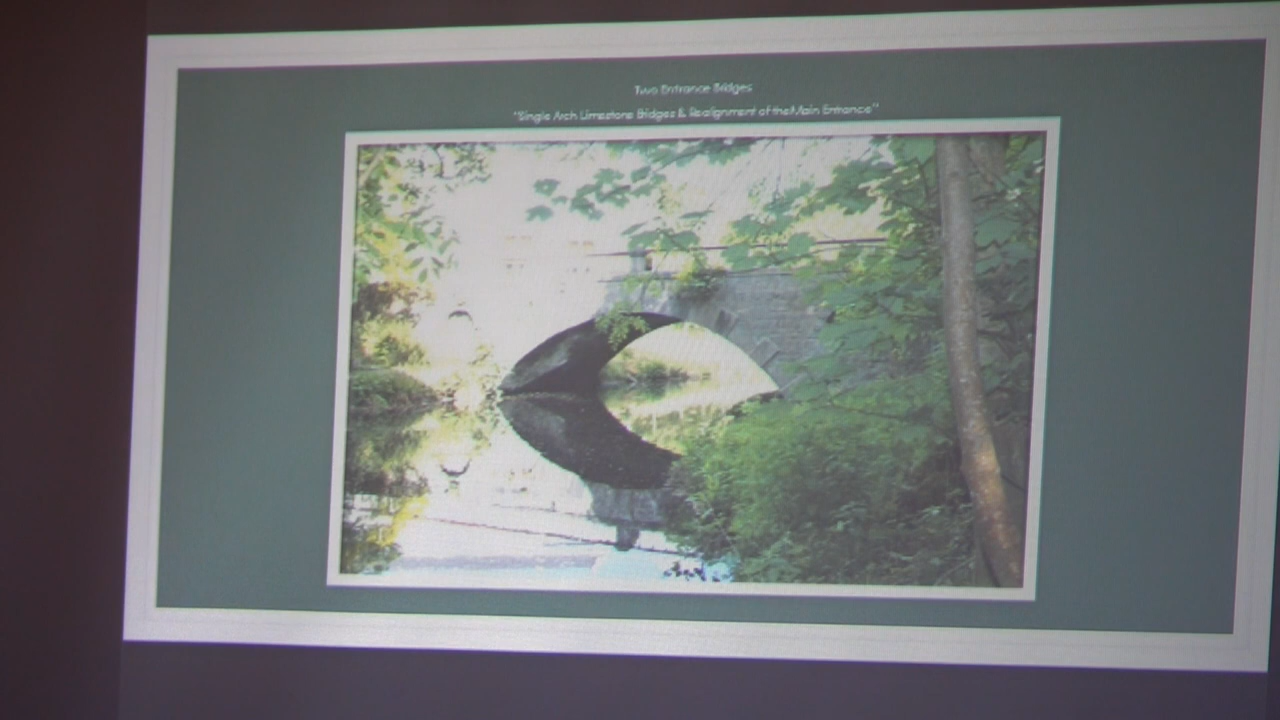 Two Entrance Bridges
"Single Arch Limestone Bridges & Realignment of the Main Entrance"